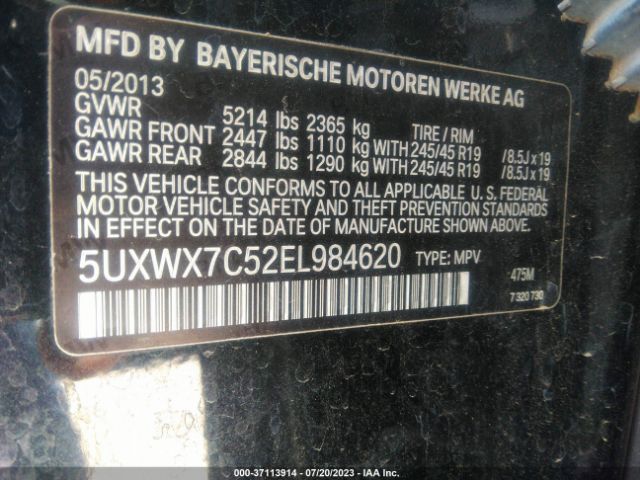 MFD BY BAYERISCHE MOTOREN WERKE AG
05/2013
GVWR 5214 lbs 2365 kg TIRE / RIM
GAWR FRONT 2447 lbs 1110 kg WITH 245/45 R19 /8.5J x 19
GAWR REAR 2844 lbs 1290 kg WITH 245/45 R19 /8.5J x 19
THIS VEHICLE CONFORMS TO ALL APPLICABLE U. S. FEDERAL
MOTOR VEHICLE SAFETY AND THEFT PREVENTION STANDARDS
IN EFFECT ON THE DATE OF MANUFACTURE SHOWN ABOVE.
5UXWX7C52EL984620 TYPE: MPV 475M
7 320 730
000-37113914 / 07/20/2023 - IAA Inc.